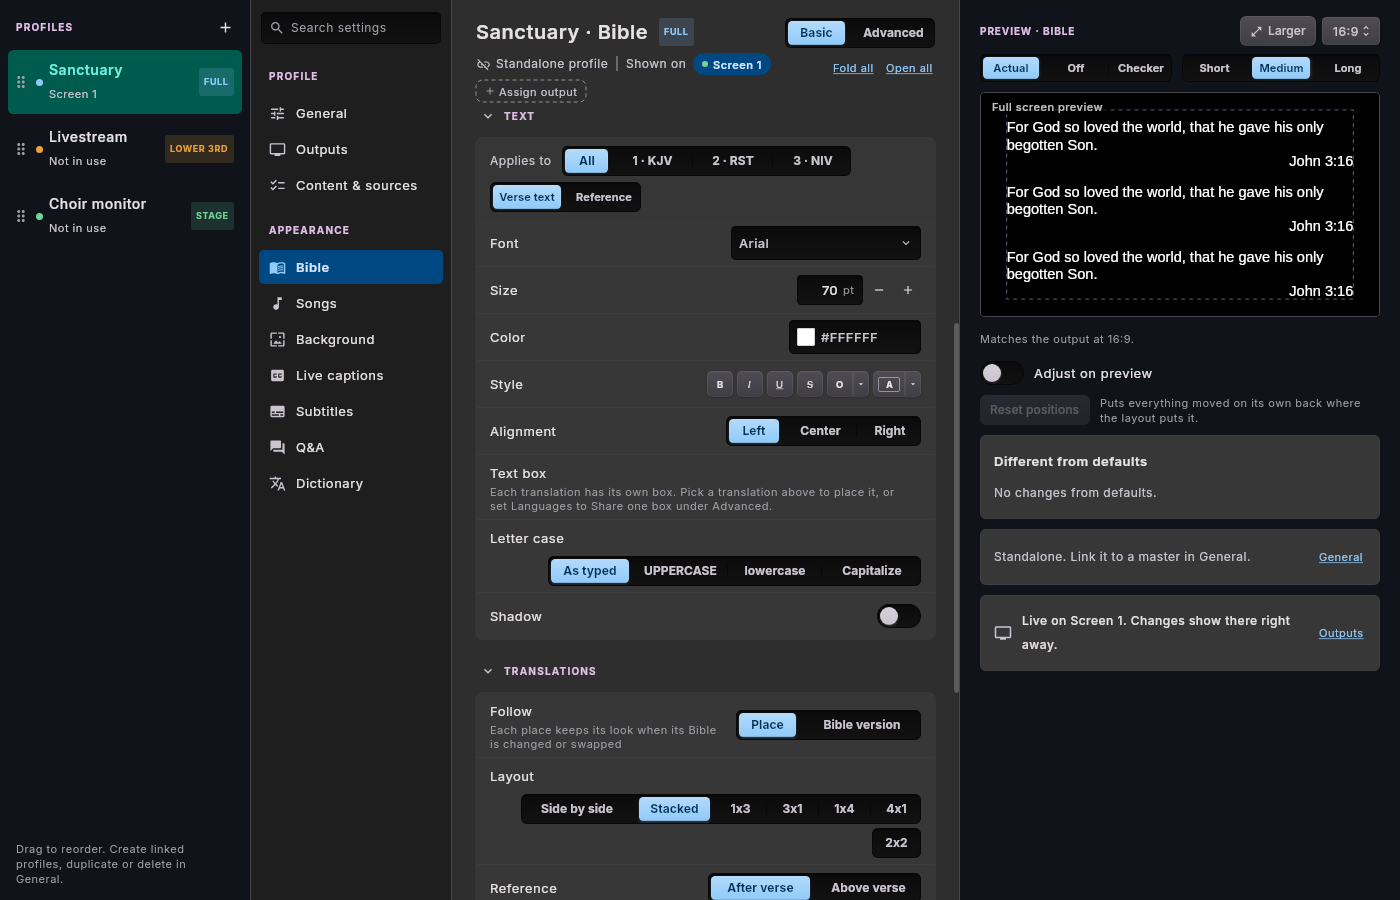 PROFILES
Sanctuary
Screen 1
FULL
Livestream
Not in use
LOWER 3RD
Choir monitor
Not in use
STAGE
Drag to reorder. Create linked
profiles, duplicate or delete in
General.
Search settings
PROFILE
General
Outputs
Content & sources
APPEARANCE
Bible
Songs
Background
Live captions
Subtitles
Q&A
Dictionary
Sanctuary · Bible
FULL
Basic
Advanced
Standalone profile
Shown on
Screen 1
Fold all
Open all
+ Assign output
TEXT
Applies to
All
1 · KJV
2 · RST
3 · NIV
Verse text
Reference
Font
Arial
Size
70 pt
− +
Color
#FFFFFF
Style
B
I
U
S
O
A
Alignment
Left
Center
Right
Text box
Each translation has its own box. Pick a translation above to place it, or
set Languages to Share one box under Advanced.
Letter case
As typed
UPPERCASE
lowercase
Capitalize
Shadow
TRANSLATIONS
Follow
Each place keeps its look when its Bible
is changed or swapped
Place
Bible version
Layout
Side by side
Stacked
1x3
3x1
1x4
4x1
2x2
Reference
After verse
Above verse
PREVIEW · BIBLE
Larger
16:9
Actual
Off
Checker
Short
Medium
Long
Full screen preview
For God so loved the world, that he gave his only
begotten Son.
John 3:16
For God so loved the world, that he gave his only
begotten Son.
John 3:16
For God so loved the world, that he gave his only
begotten Son.
John 3:16
Matches the output at 16:9.
Adjust on preview
Reset positions
Puts everything moved on its own back where
the layout puts it.
Different from defaults
No changes from defaults.
Standalone. Link it to a master in General.
General
Live on Screen 1. Changes show there right
away.
Outputs